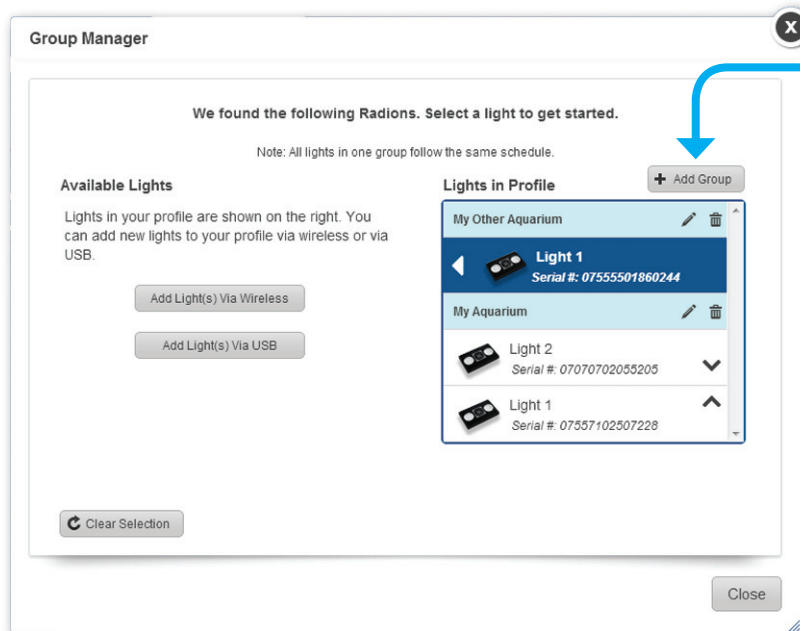 Group Manager
X
We found the following Radions. Select a light to get started.
Note: All lights in one group follow the same schedule.
Available Lights
Lights in your profile are shown on the right. You
can add new lights to your profile via wireless or via
USB.
Add Light(s) Via Wireless
Add Light(s) Via USB
Lights in Profile
+ Add Group
My Other Aquarium
Light 1
Serial #: 07555501860244
My Aquarium
Light 2
Serial #: 07070702055205
Light 1
Serial #: 07557102507228
Clear Selection
Close